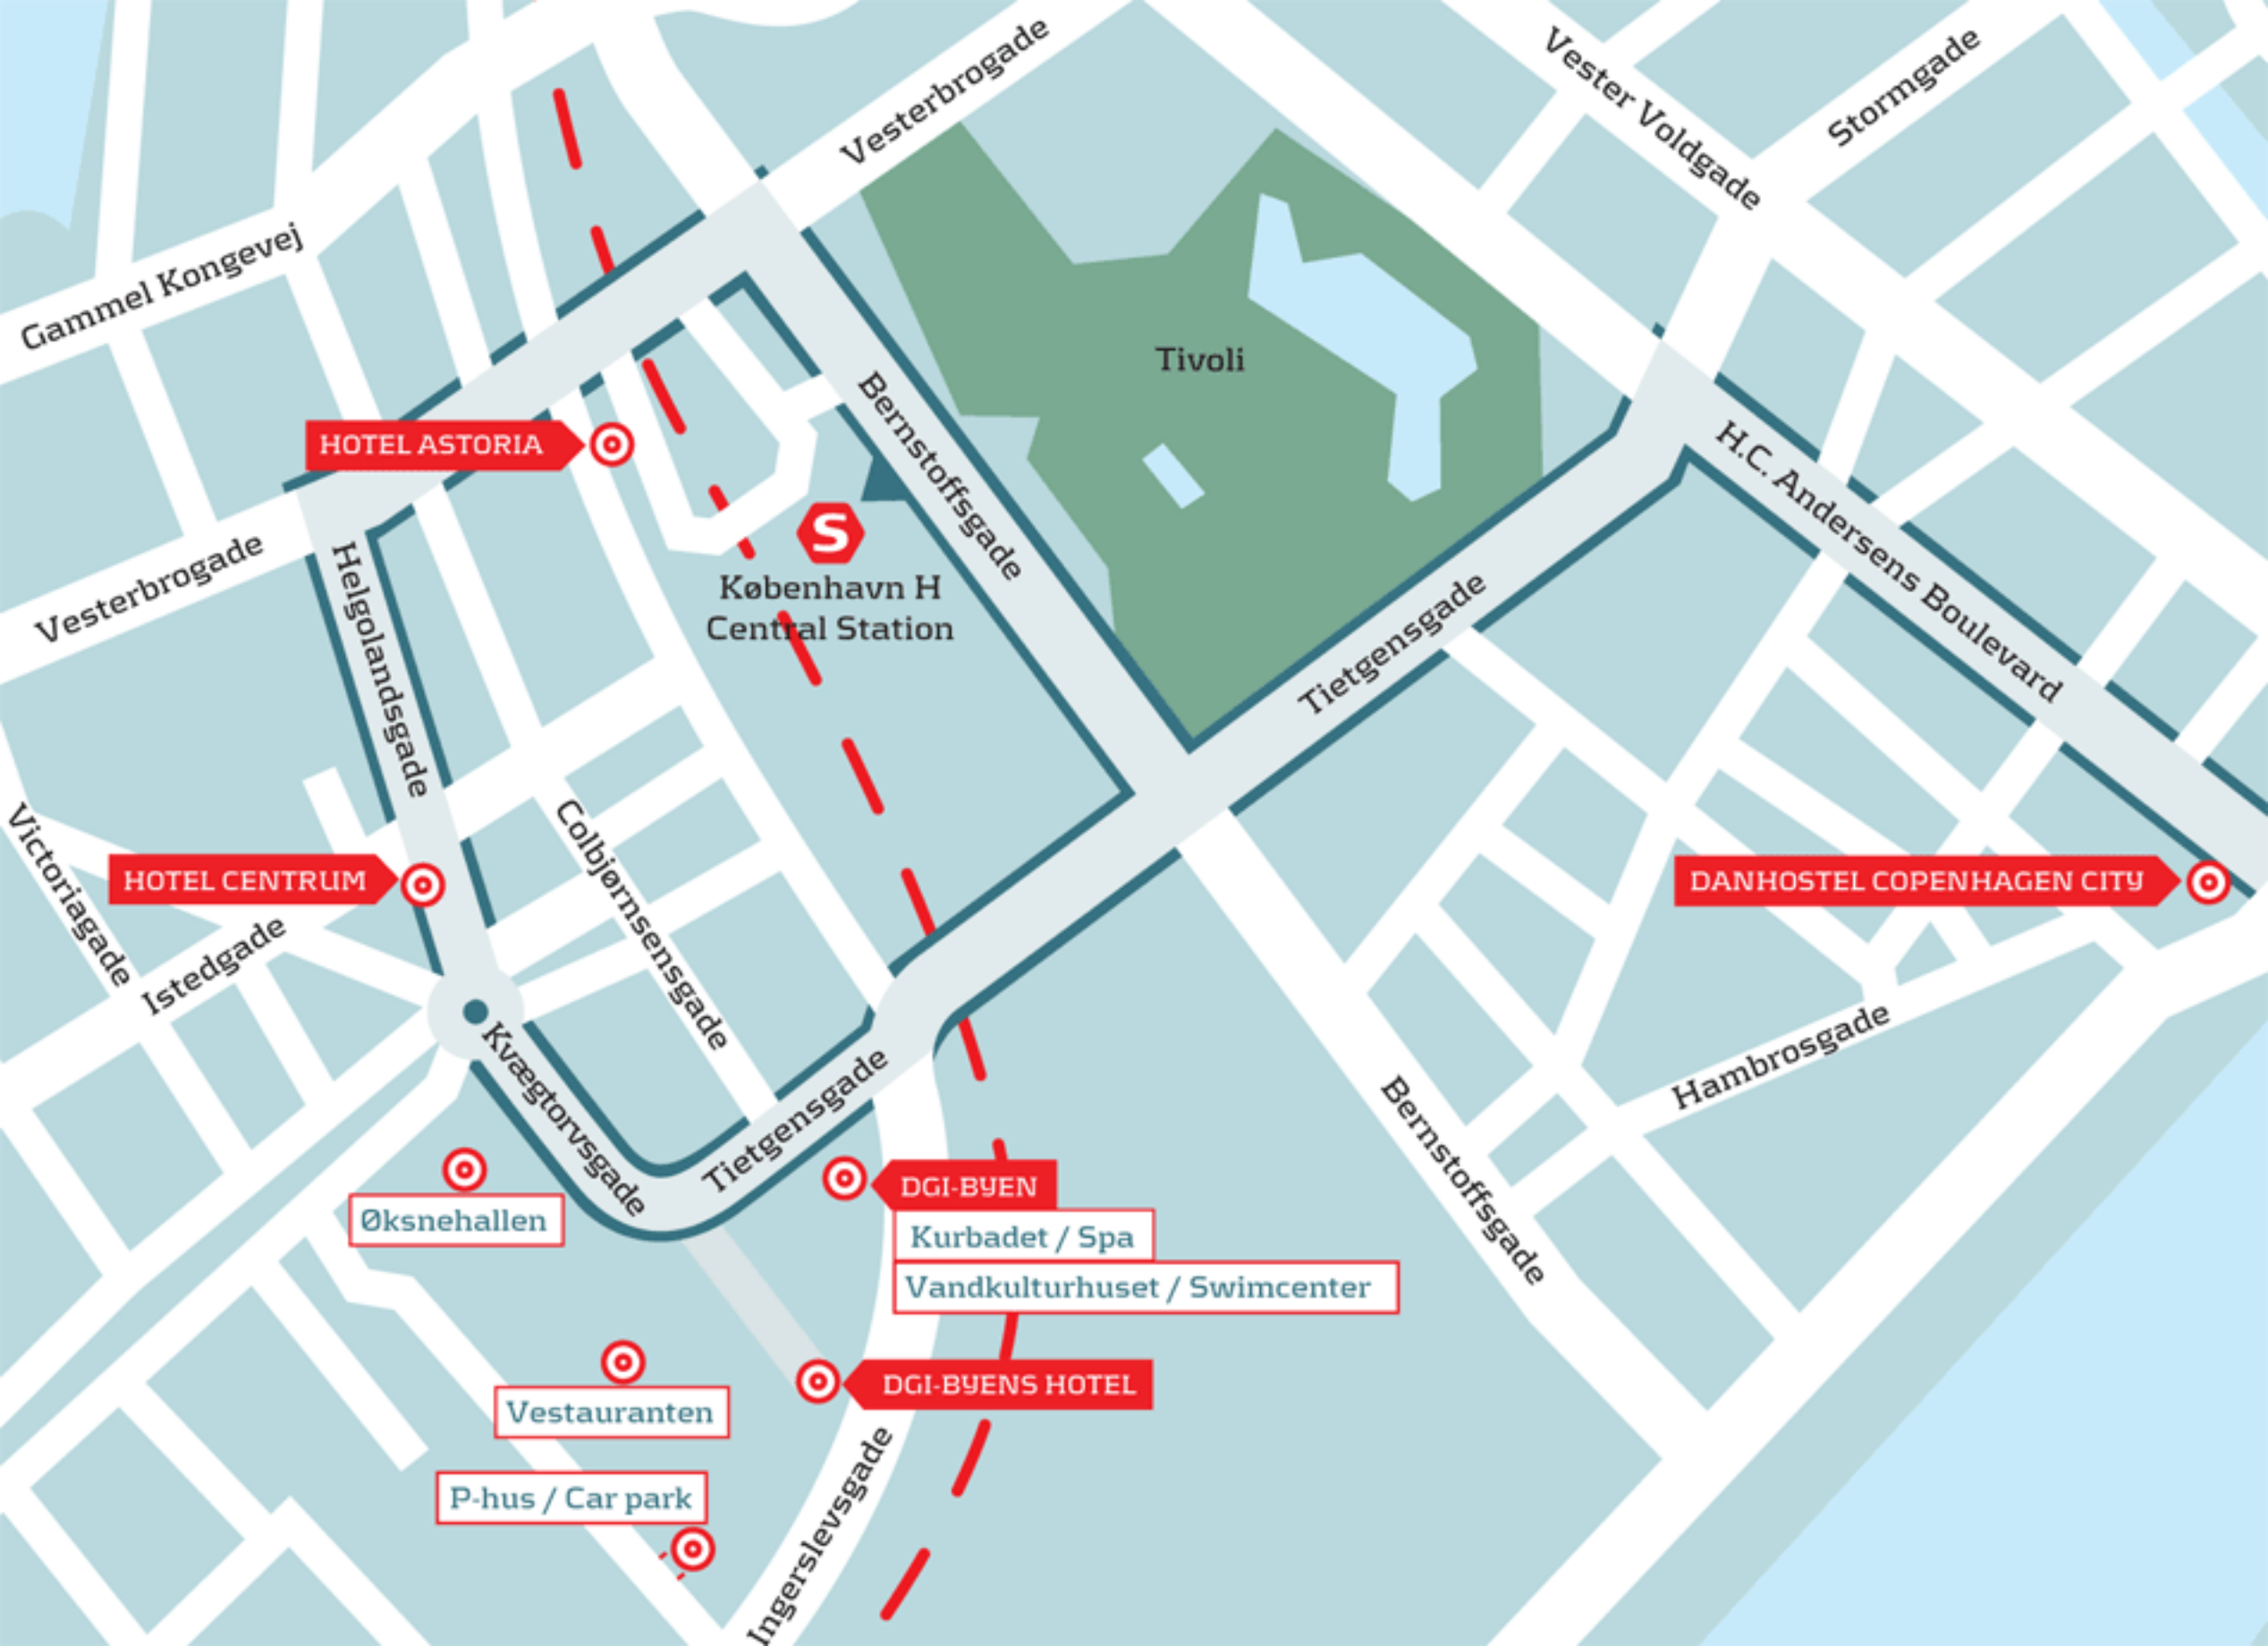 Vesterbrogade
Vester Voldgade
Stormgade
Gammel Kongevej
Tivoli
HOTEL ASTORIA
Bernstoffsgade
H.C. Andersens Boulevard
S
København H
Central Station
Vesterbrogade
Helgolandsgade
Tietgensgade
Victoriagade
Colbjørnsensgade
HOTEL CENTRUM
DANHOSTEL COPENHAGEN CITY
Istedgade
Kvægtorvsgade
Tietgensgade
Hambrosgade
Bernstoffsgade
Øksnehallen
DGI-BYEN
Kurbadet / Spa
Vandkulturhuset / Swimcenter
Vestauranten
DGI-BYENS HOTEL
P-hus / Car park
Ingerslevsgade